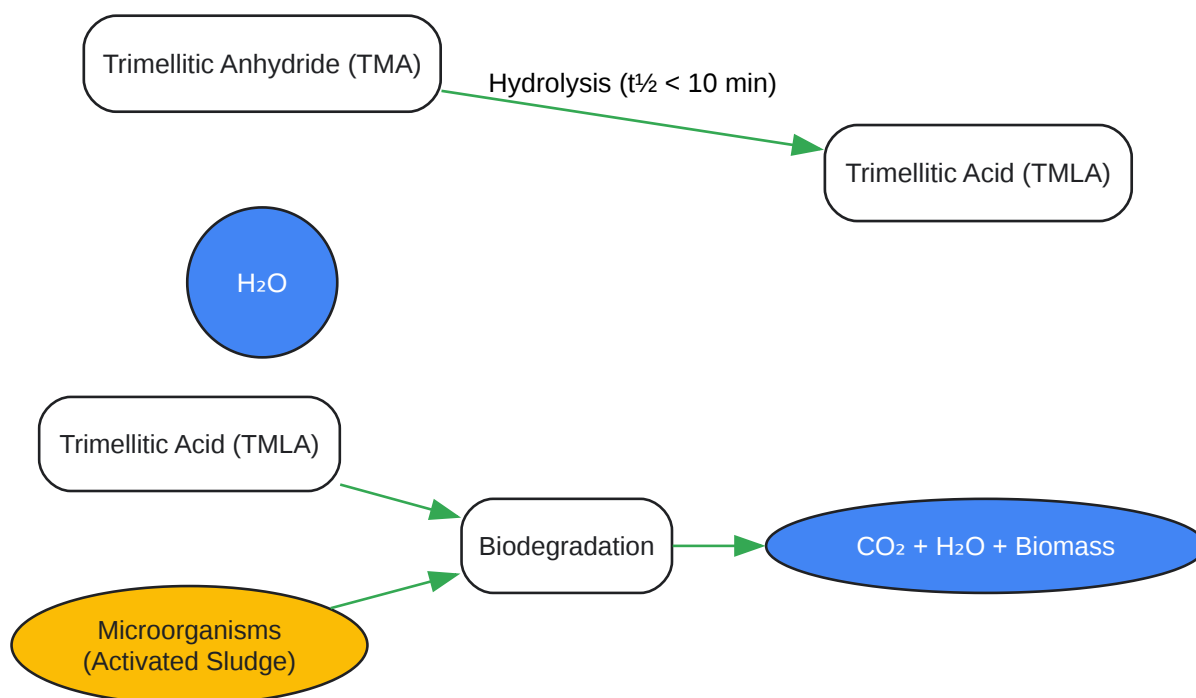 Trimellitic Anhydride (TMA)
Hydrolysis (t½ < 10 min)
Trimellitic Acid (TMLA)
H₂O
Trimellitic Acid (TMLA)
Biodegradation
CO₂ + H₂O + Biomass
Microorganisms
(Activated Sludge)